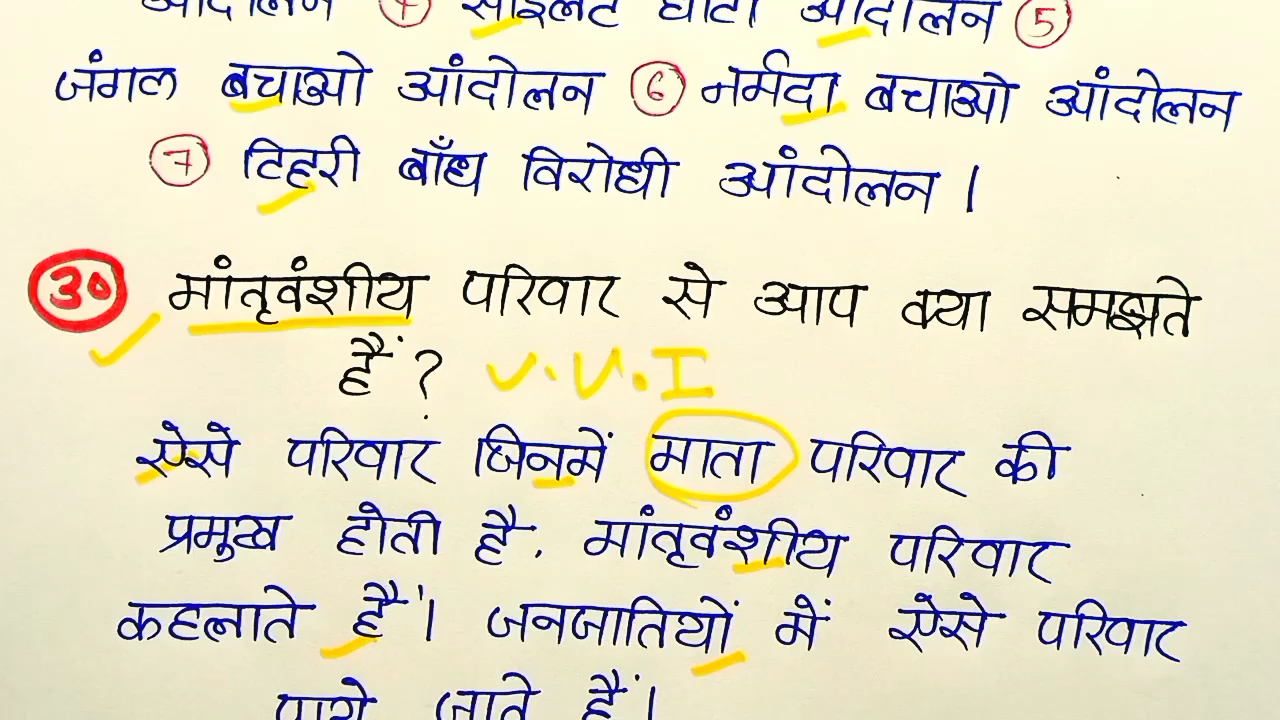 आंदोलन ④ साइलेंट घाटी आंदोलन ⑤
जंगल बचाओ आंदोलन ⑥ नर्मदा बचाओ आंदोलन
⑦ टिहरी बाँध विरोधी आंदोलन।
30 मांतृवंशीय परिवार से आप क्या समझते
हैं? V.V.I
ऐसे परिवार जिनमें माता परिवार की
प्रमुख होती है. मांतृवंशीय परिवार
कहलाते हैं। जनजातियों में ऐसे परिवार
पाये जाते हैं।